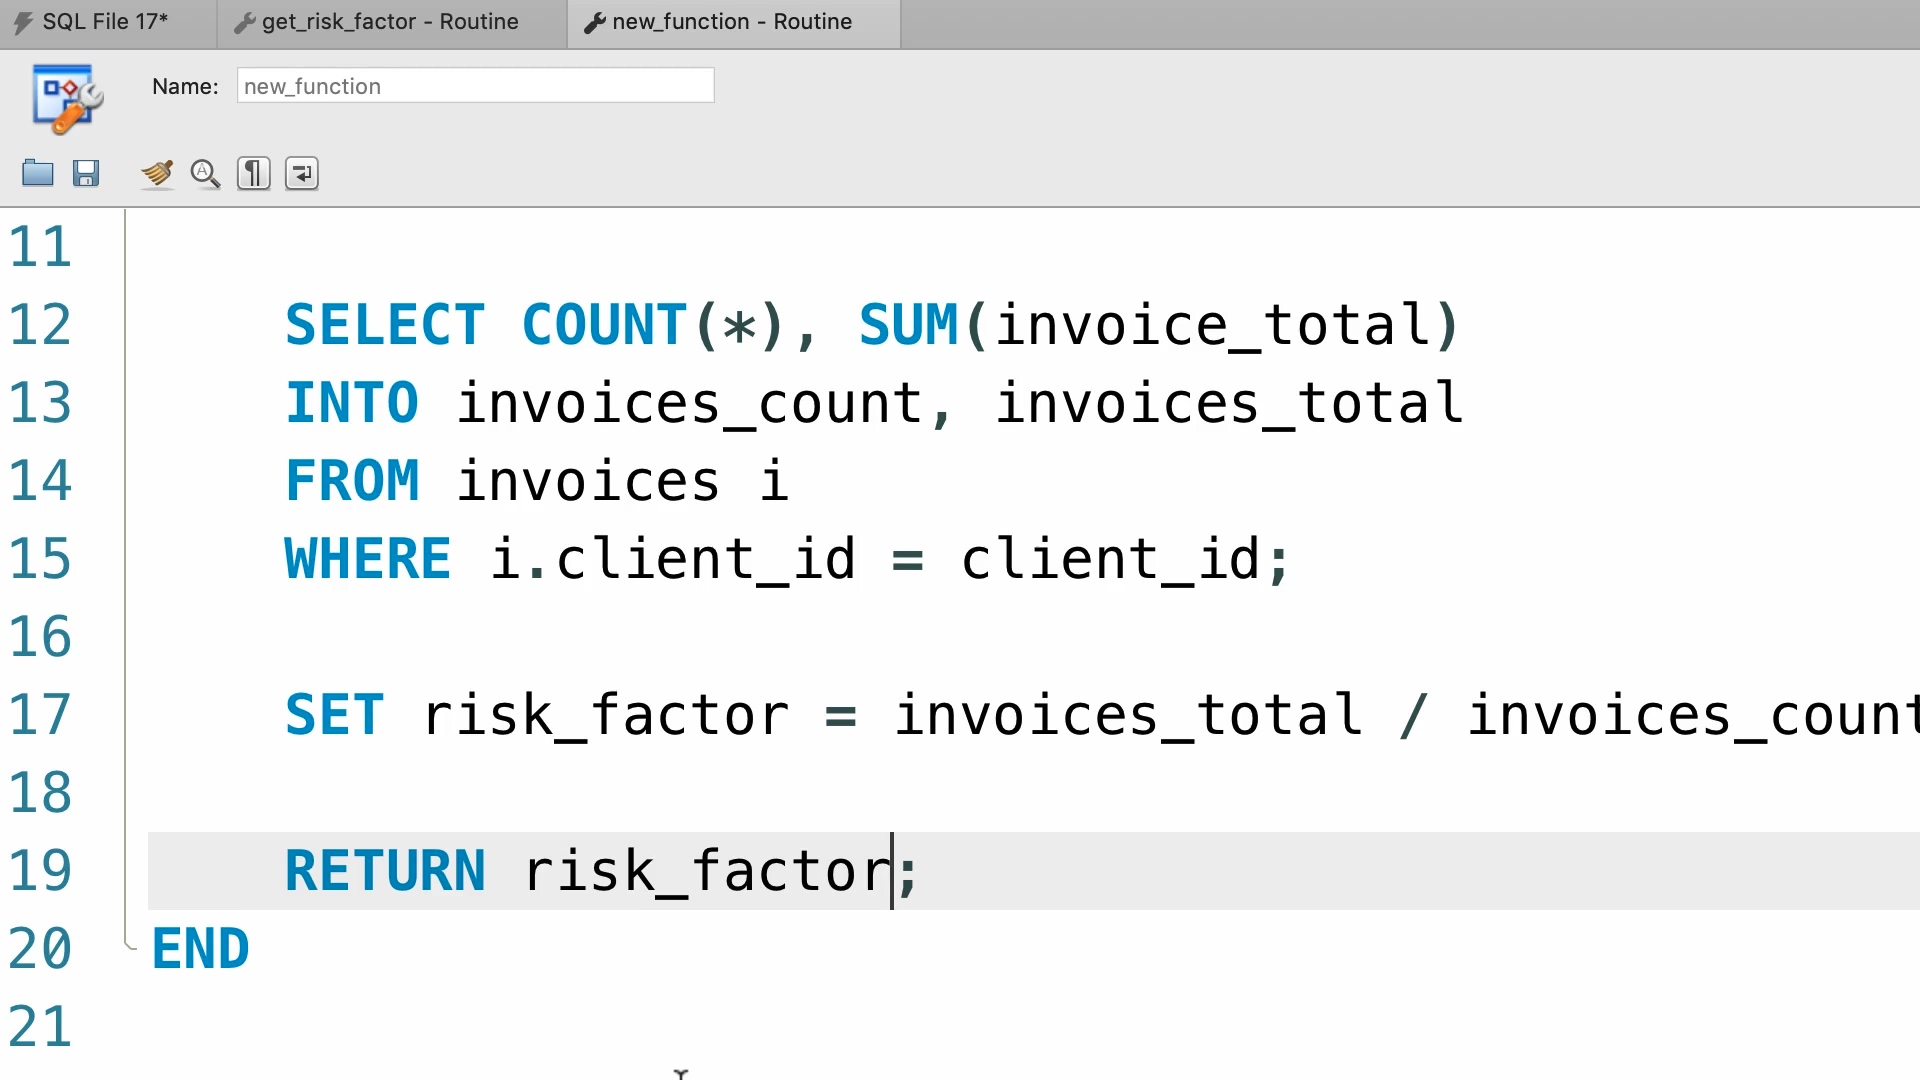 SQL File 17*
get_risk_factor - Routine
new_function - Routine
Name: new_function
11
12 SELECT COUNT(*), SUM(invoice_total)
13 INTO invoices_count, invoices_total
14 FROM invoices i
15 WHERE i.client_id = client_id;
16
17 SET risk_factor = invoices_total / invoices_count
18
19 RETURN risk_factor;
20 END
21